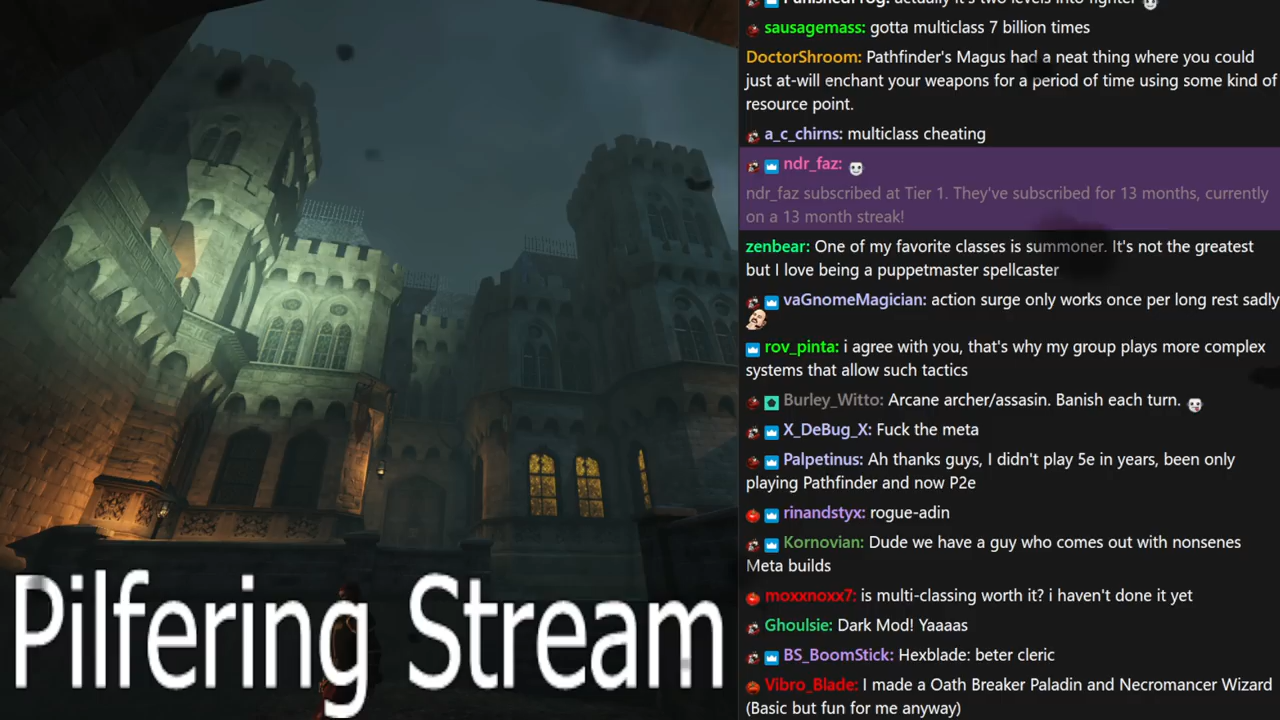 PunishedFrog: actually it's two levels into fighter
sausagemass: gotta multiclass 7 billion times
DoctorShroom: Pathfinder's Magus had a neat thing where you could
just at-will enchant your weapons for a period of time using some kind of
resource point.
a_c_chirns: multiclass cheating
ndr_faz:
ndr_faz subscribed at Tier 1. They've subscribed for 13 months, currently
on a 13 month streak!
zenbear: One of my favorite classes is summoner. It's not the greatest
but I love being a puppetmaster spellcaster
vaGnomeMagician: action surge only works once per long rest sadly
rov_pinta: i agree with you, that's why my group plays more complex
systems that allow such tactics
Burley_Witto: Arcane archer/assasin. Banish each turn.
X_DeBug_X: Fuck the meta
Palpetinus: Ah thanks guys, I didn't play 5e in years, been only
playing Pathfinder and now P2e
rinandstyx: rogue-adin
Kornovian: Dude we have a guy who comes out with nonsenes
Meta builds
moxxnoxx7: is multi-classing worth it? i haven't done it yet
Ghoulsie: Dark Mod! Yaaaas
BS_BoomStick: Hexblade: beter cleric
Vibro_Blade: I made a Oath Breaker Paladin and Necromancer Wizard
(Basic but fun for me anyway)
Pilfering Stream